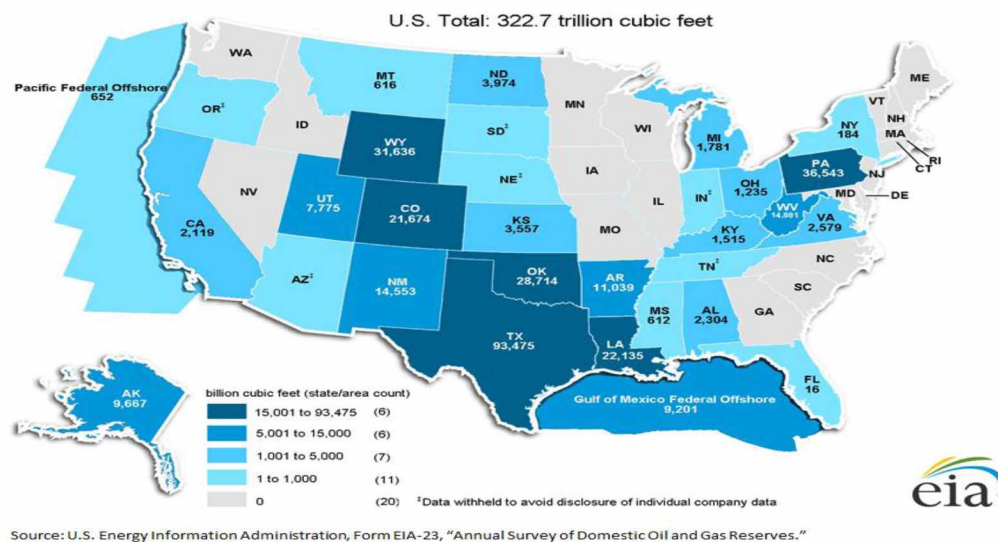 U.S. Total: 322.7 trillion cubic feet
WA
MT
616
ND
3,974
MN
ME
VT
NH
MA
RI
CT
Pacific Federal Offshore
652
OR‡
ID
WY
31,636
SD‡
WI
MI
1,781
NY
184
PA
36,543
NJ
MD
DE
NV
UT
7,775
CO
21,674
NE‡
IA
IL
IN‡
OH
1,235
WV
14,881
VA
2,579
CA
2,119
KS
3,557
MO
KY
1,515
NC
AZ‡
NM
14,553
OK
28,714
AR
11,039
TN‡
SC
TX
93,475
LA
22,135
MS
612
AL
2,304
GA
FL
16
AK
9,667
Gulf of Mexico Federal Offshore
9,201
billion cubic feet (state/area count)
15,001 to 93,475 (6)
5,001 to 15,000 (6)
1,001 to 5,000 (7)
1 to 1,000 (11)
0 (20) ‡Data withheld to avoid disclosure of individual company data
eia
Source: U.S. Energy Information Administration, Form EIA-23, “Annual Survey of Domestic Oil and Gas Reserves.”